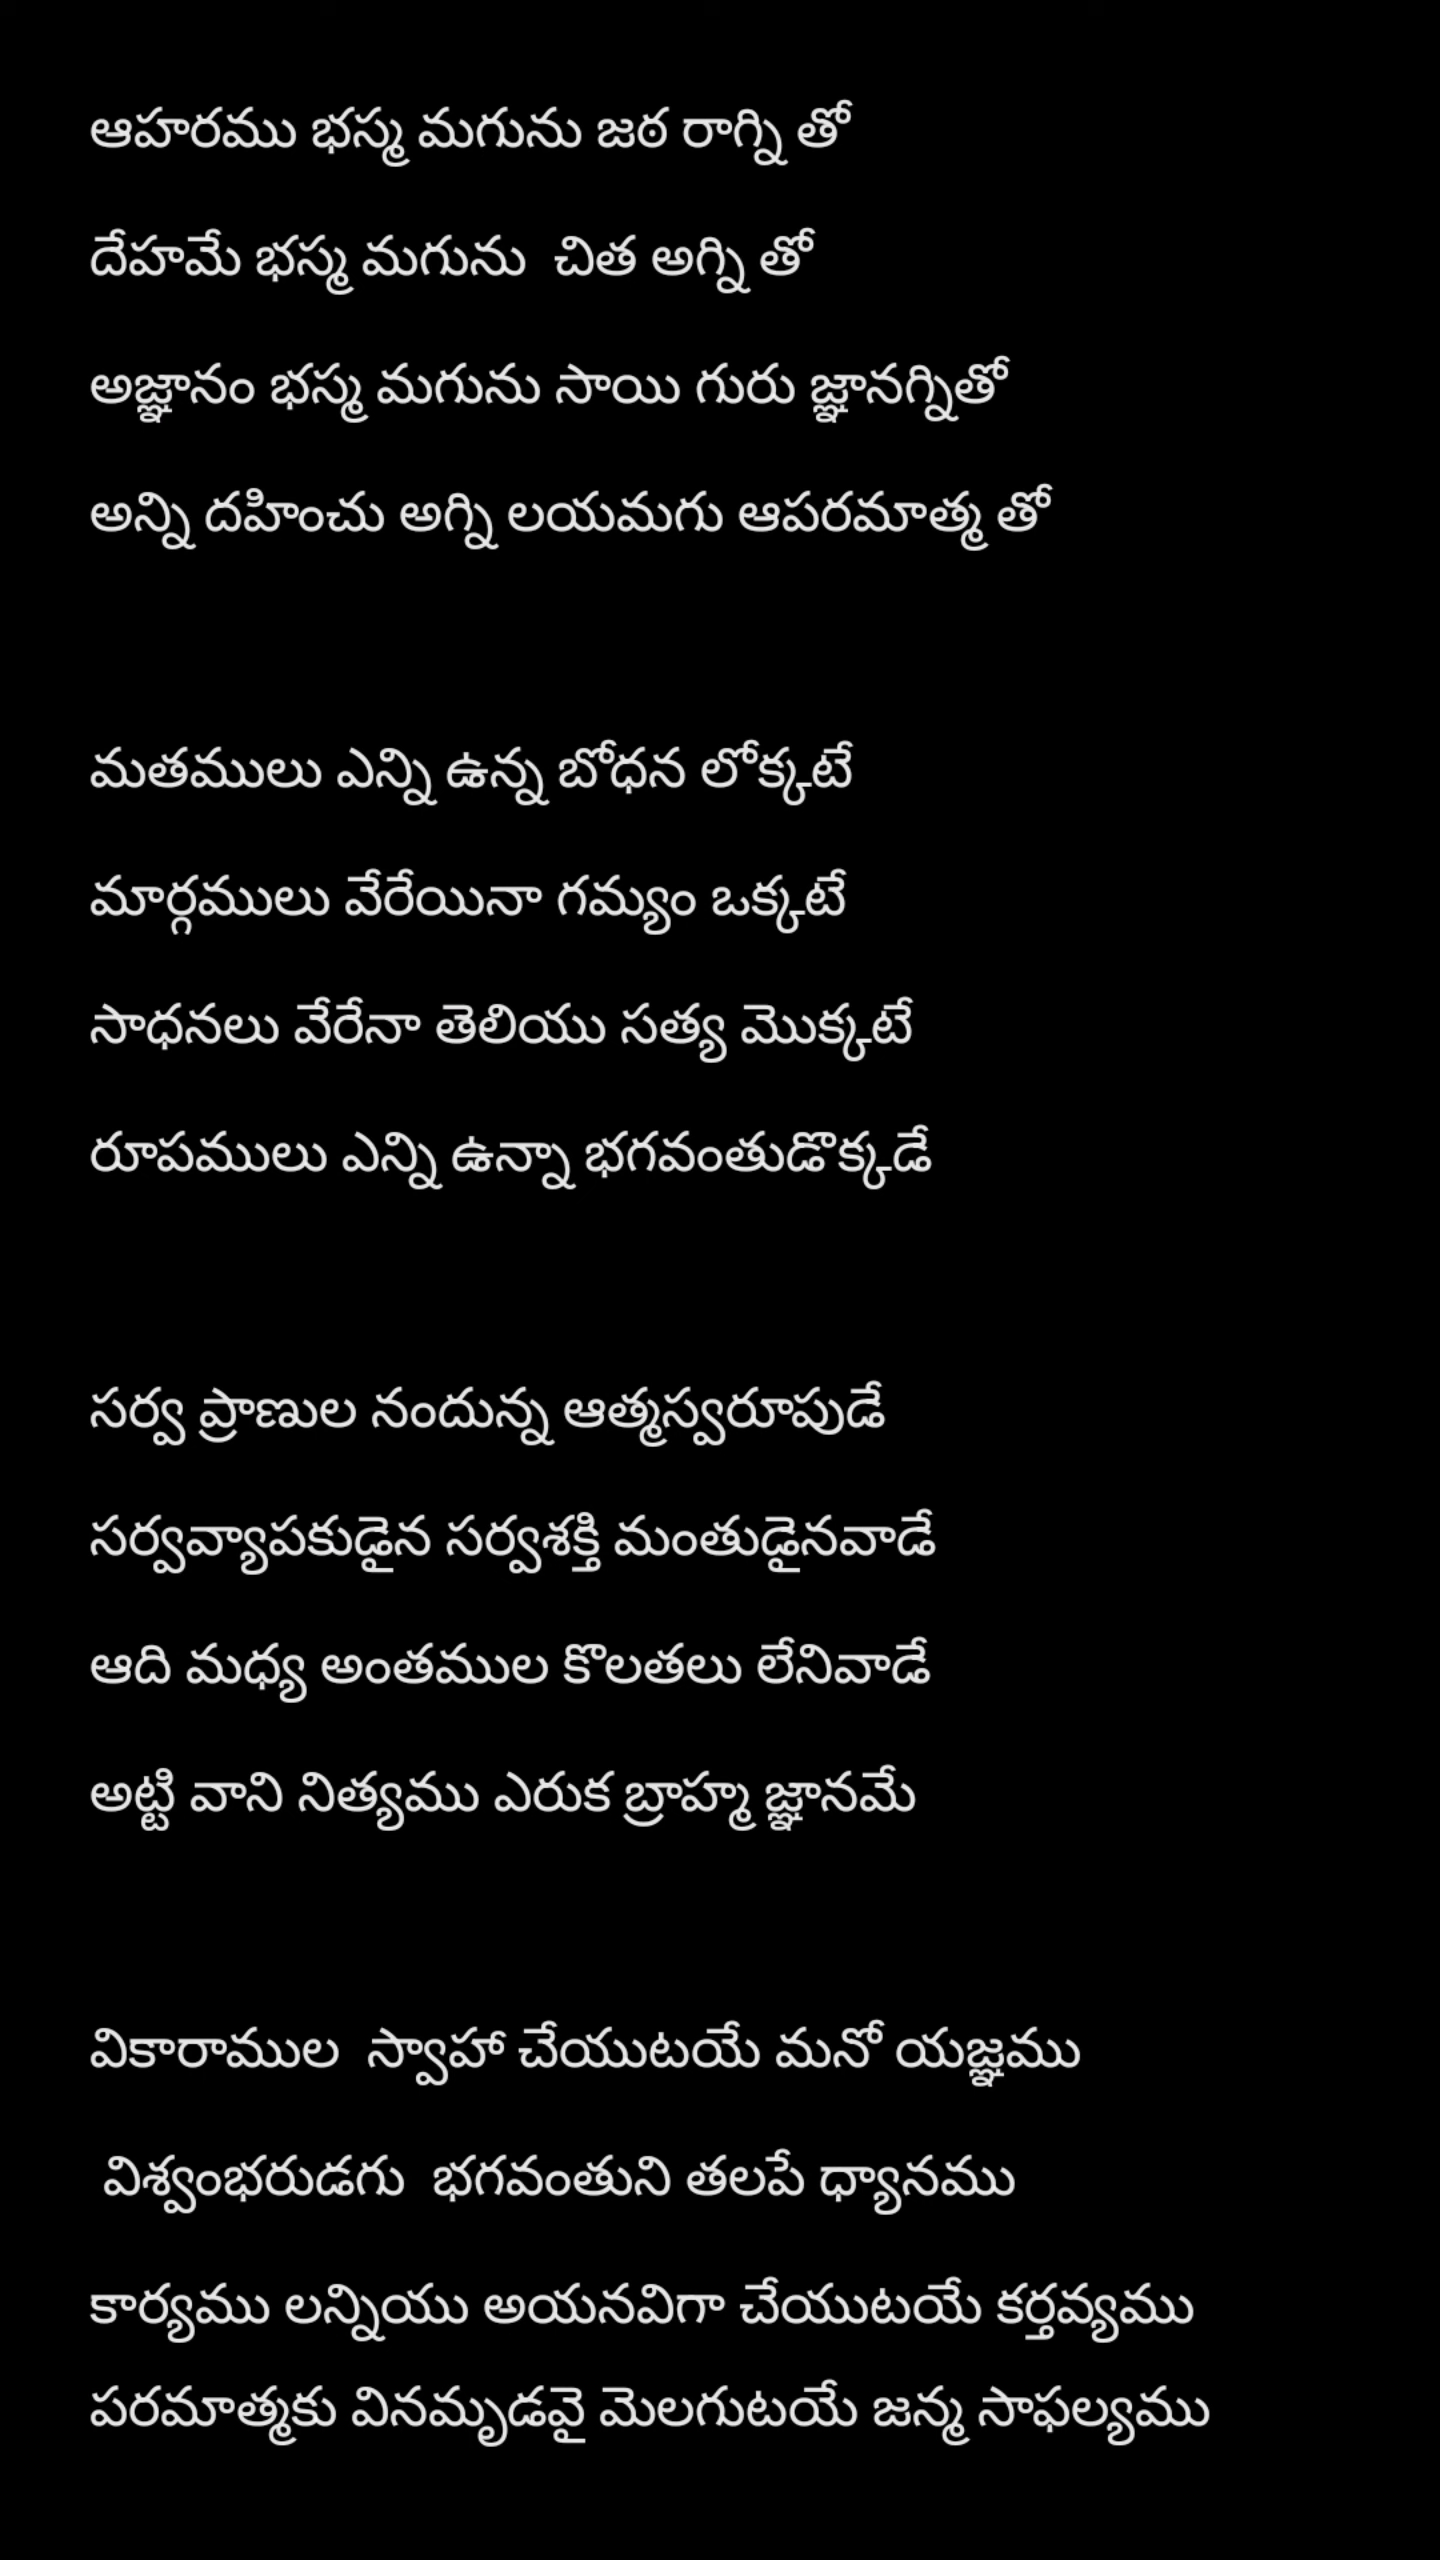 ఆహరము భస్మ మగును జఠ రాగ్ని తో
దేహమే భస్మ మగును  చిత అగ్ని తో
అజ్ఞానం భస్మ మగును సాయి గురు జ్ఞానగ్నితో
అన్ని దహించు అగ్ని లయమగు ఆపరమాత్మ తో
మతములు ఎన్ని ఉన్న బోధన లోక్కటే
మార్గములు వేరేయినా గమ్యం ఒక్కటే
సాధనలు వేరేనా తెలియు సత్య మొక్కటే
రూపములు ఎన్ని ఉన్నా భగవంతుడొక్కడే
సర్వ ప్రాణుల నందున్న ఆత్మస్వరూపుడే
సర్వవ్యాపకుడైన సర్వశక్తి మంతుడైనవాడే
ఆది మధ్య అంతముల కొలతలు లేనివాడే
అట్టి వాని నిత్యము ఎరుక బ్రాహ్మ జ్ఞానమే
వికారాముల  స్వాహా చేయుటయే మనో యజ్ఞము
విశ్వంభరుడగు  భగవంతుని తలపే ధ్యానము
కార్యము లన్నియు అయనవిగా చేయుటయే కర్తవ్యము
పరమాత్మకు వినమృడవై మెలగుటయే జన్మ సాఫల్యము